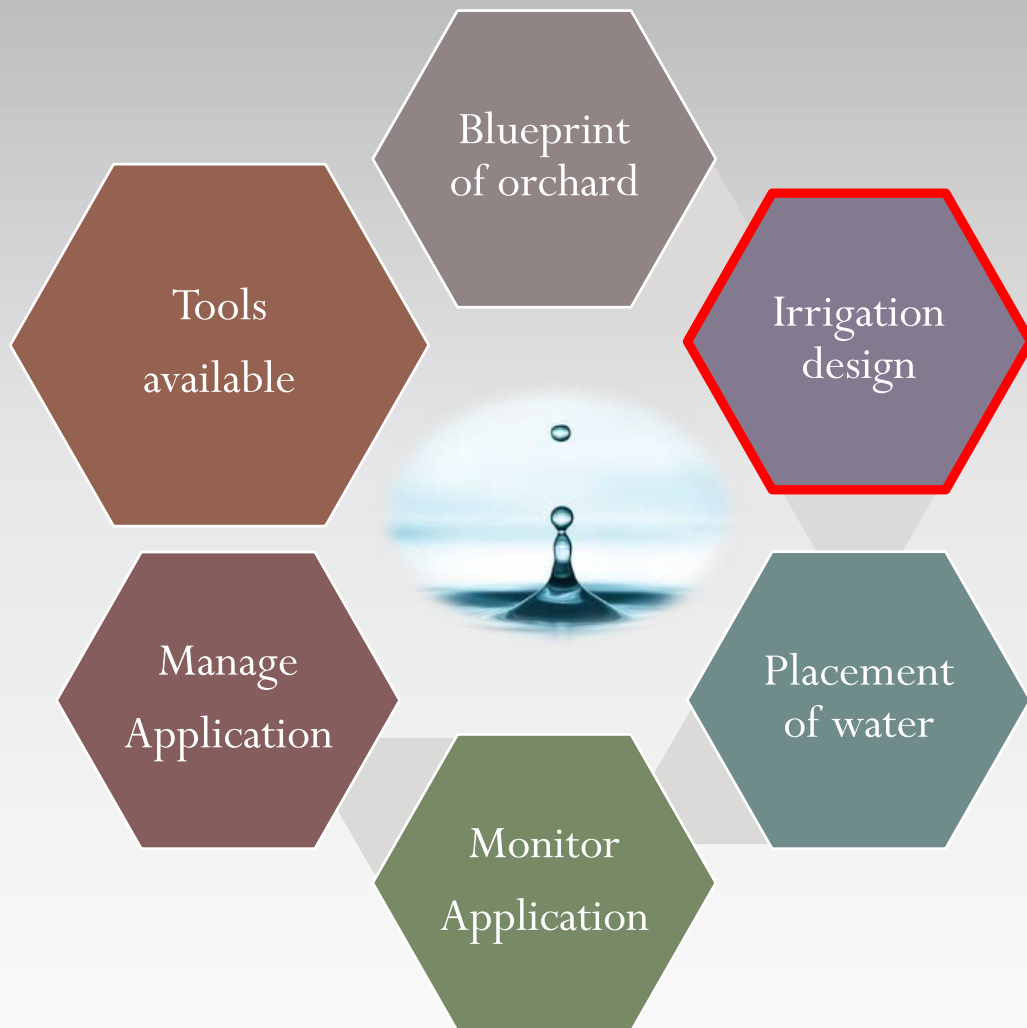 Blueprint
of orchard
Irrigation
design
Placement
of water
Monitor
Application
Manage
Application
Tools
available